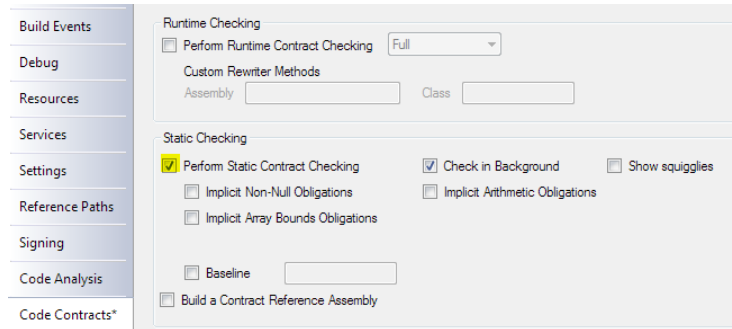 Build Events
Debug
Resources
Services
Settings
Reference Paths
Signing
Code Analysis
Code Contracts*
Runtime Checking
Perform Runtime Contract Checking Full
Custom Rewriter Methods
Assembly Class
Static Checking
Perform Static Contract Checking Check in Background Show squigglies
Implicit Non-Null Obligations Implicit Arithmetic Obligations
Implicit Array Bounds Obligations
Baseline
Build a Contract Reference Assembly